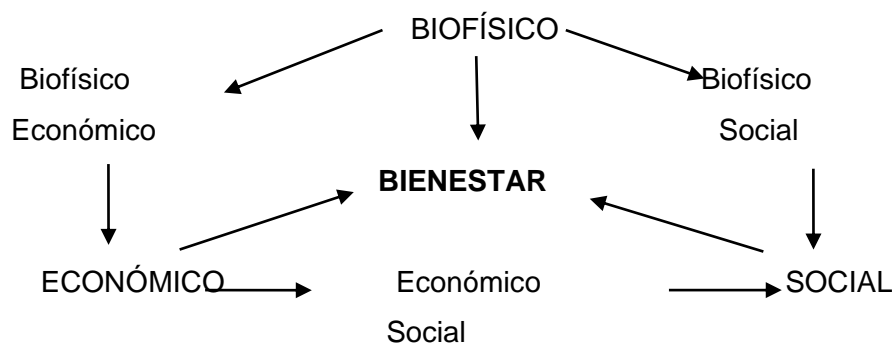 BIOFÍSICO
Biofísico
Económico
Biofísico
Social
BIENESTAR
ECONÓMICO
Económico
Social
SOCIAL